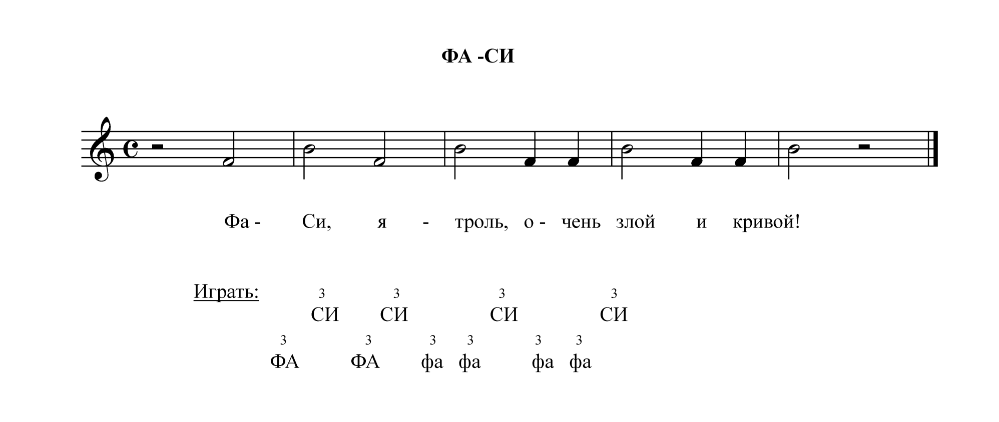 ФА -СИ
Фа - Си, я - троль, о - чень злой и кривой!
Играть: 3 3 3 3
СИ СИ СИ СИ
3 3 3 3 3 3
ФА ФА фа фа фа фа